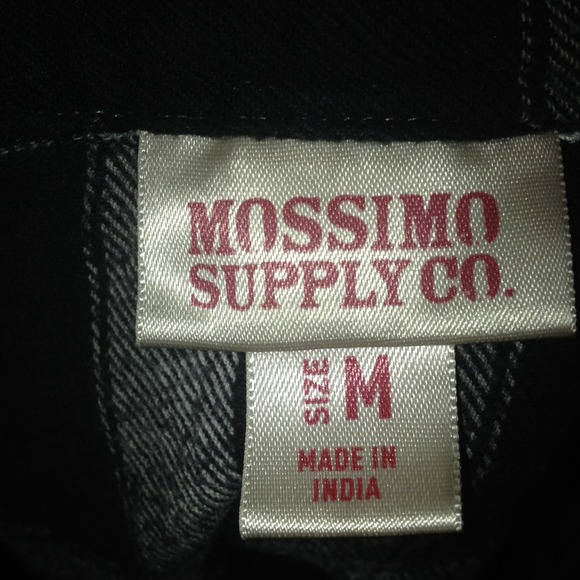 MOSSIMO
SUPPLY CO.
SIZE M
MADE IN
INDIA